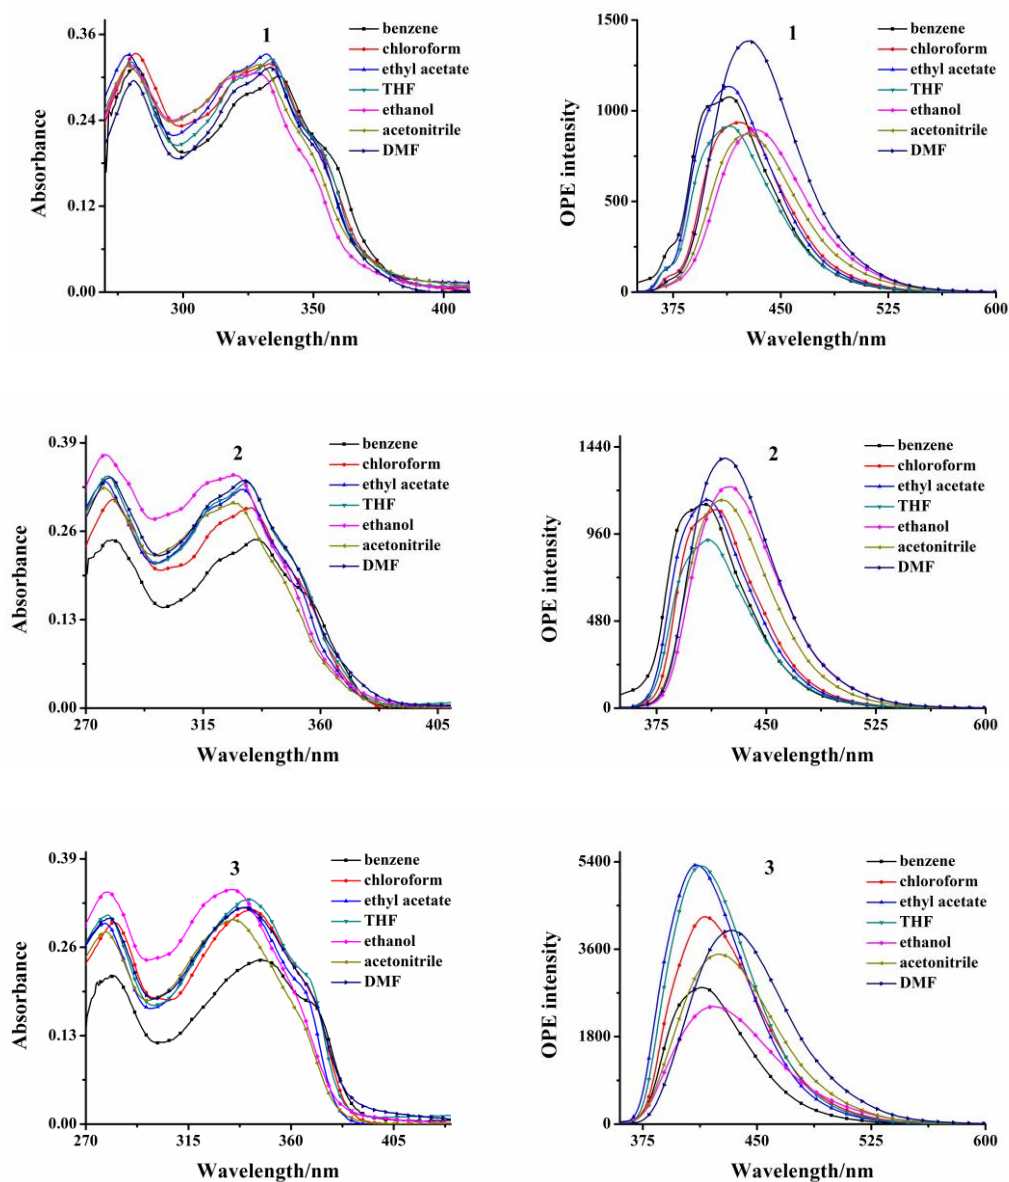 1
benzene
chloroform
ethyl acetate
THF
ethanol
acetonitrile
DMF
0.36
0.24
0.12
0.00
300
350
400
Absorbance
Wavelength/nm
1
benzene
chloroform
ethyl acetate
THF
ethanol
acetonitrile
DMF
1500
1000
500
0
375
450
525
600
OPE intensity
Wavelength/nm
2
benzene
chloroform
ethyl acetate
THF
ethanol
acetonitrile
DMF
0.39
0.26
0.13
0.00
270
315
360
405
Absorbance
Wavelength/nm
2
benzene
chloroform
ethyl acetate
THF
ethanol
acetonitrile
DMF
1440
960
480
0
375
450
525
600
OPE intensity
Wavelength/nm
3
benzene
chloroform
ethyl acetate
THF
ethanol
acetonitrile
DMF
0.39
0.26
0.13
0.00
270
315
360
405
Absorbance
Wavelength/nm
3
benzene
chloroform
ethyl acetate
THF
ethanol
acetonitrile
DMF
5400
3600
1800
0
375
450
525
600
OPE intensity
Wavelength/nm